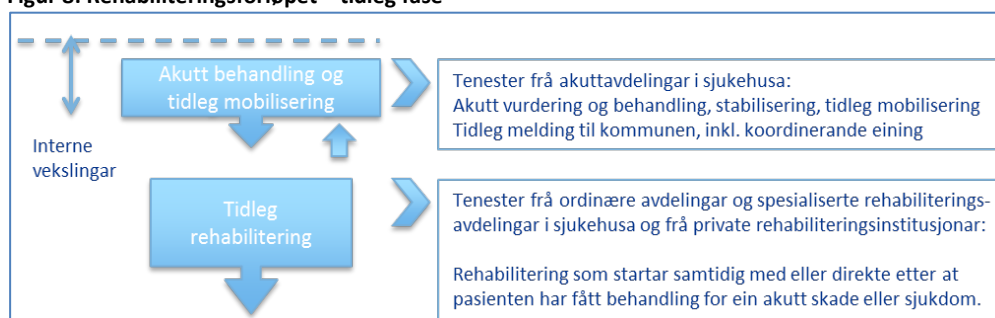 Akutt behandling og
tidleg mobilisering
Tenester frå akuttavdelingar i sjukehusa:
Akutt vurdering og behandling, stabilisering, tidleg mobilisering
Tidleg melding til kommunen, inkl. koordinerande eining
Interne
vekslingar
Tidleg
rehabilitering
Tenester frå ordinære avdelingar og spesialiserte rehabiliterings-
avdelingar i sjukehusa og frå private rehabiliteringsinstitusjonar:
Rehabilitering som startar samtidig med eller direkte etter at
pasienten har fått behandling for ein akutt skade eller sjukdom.